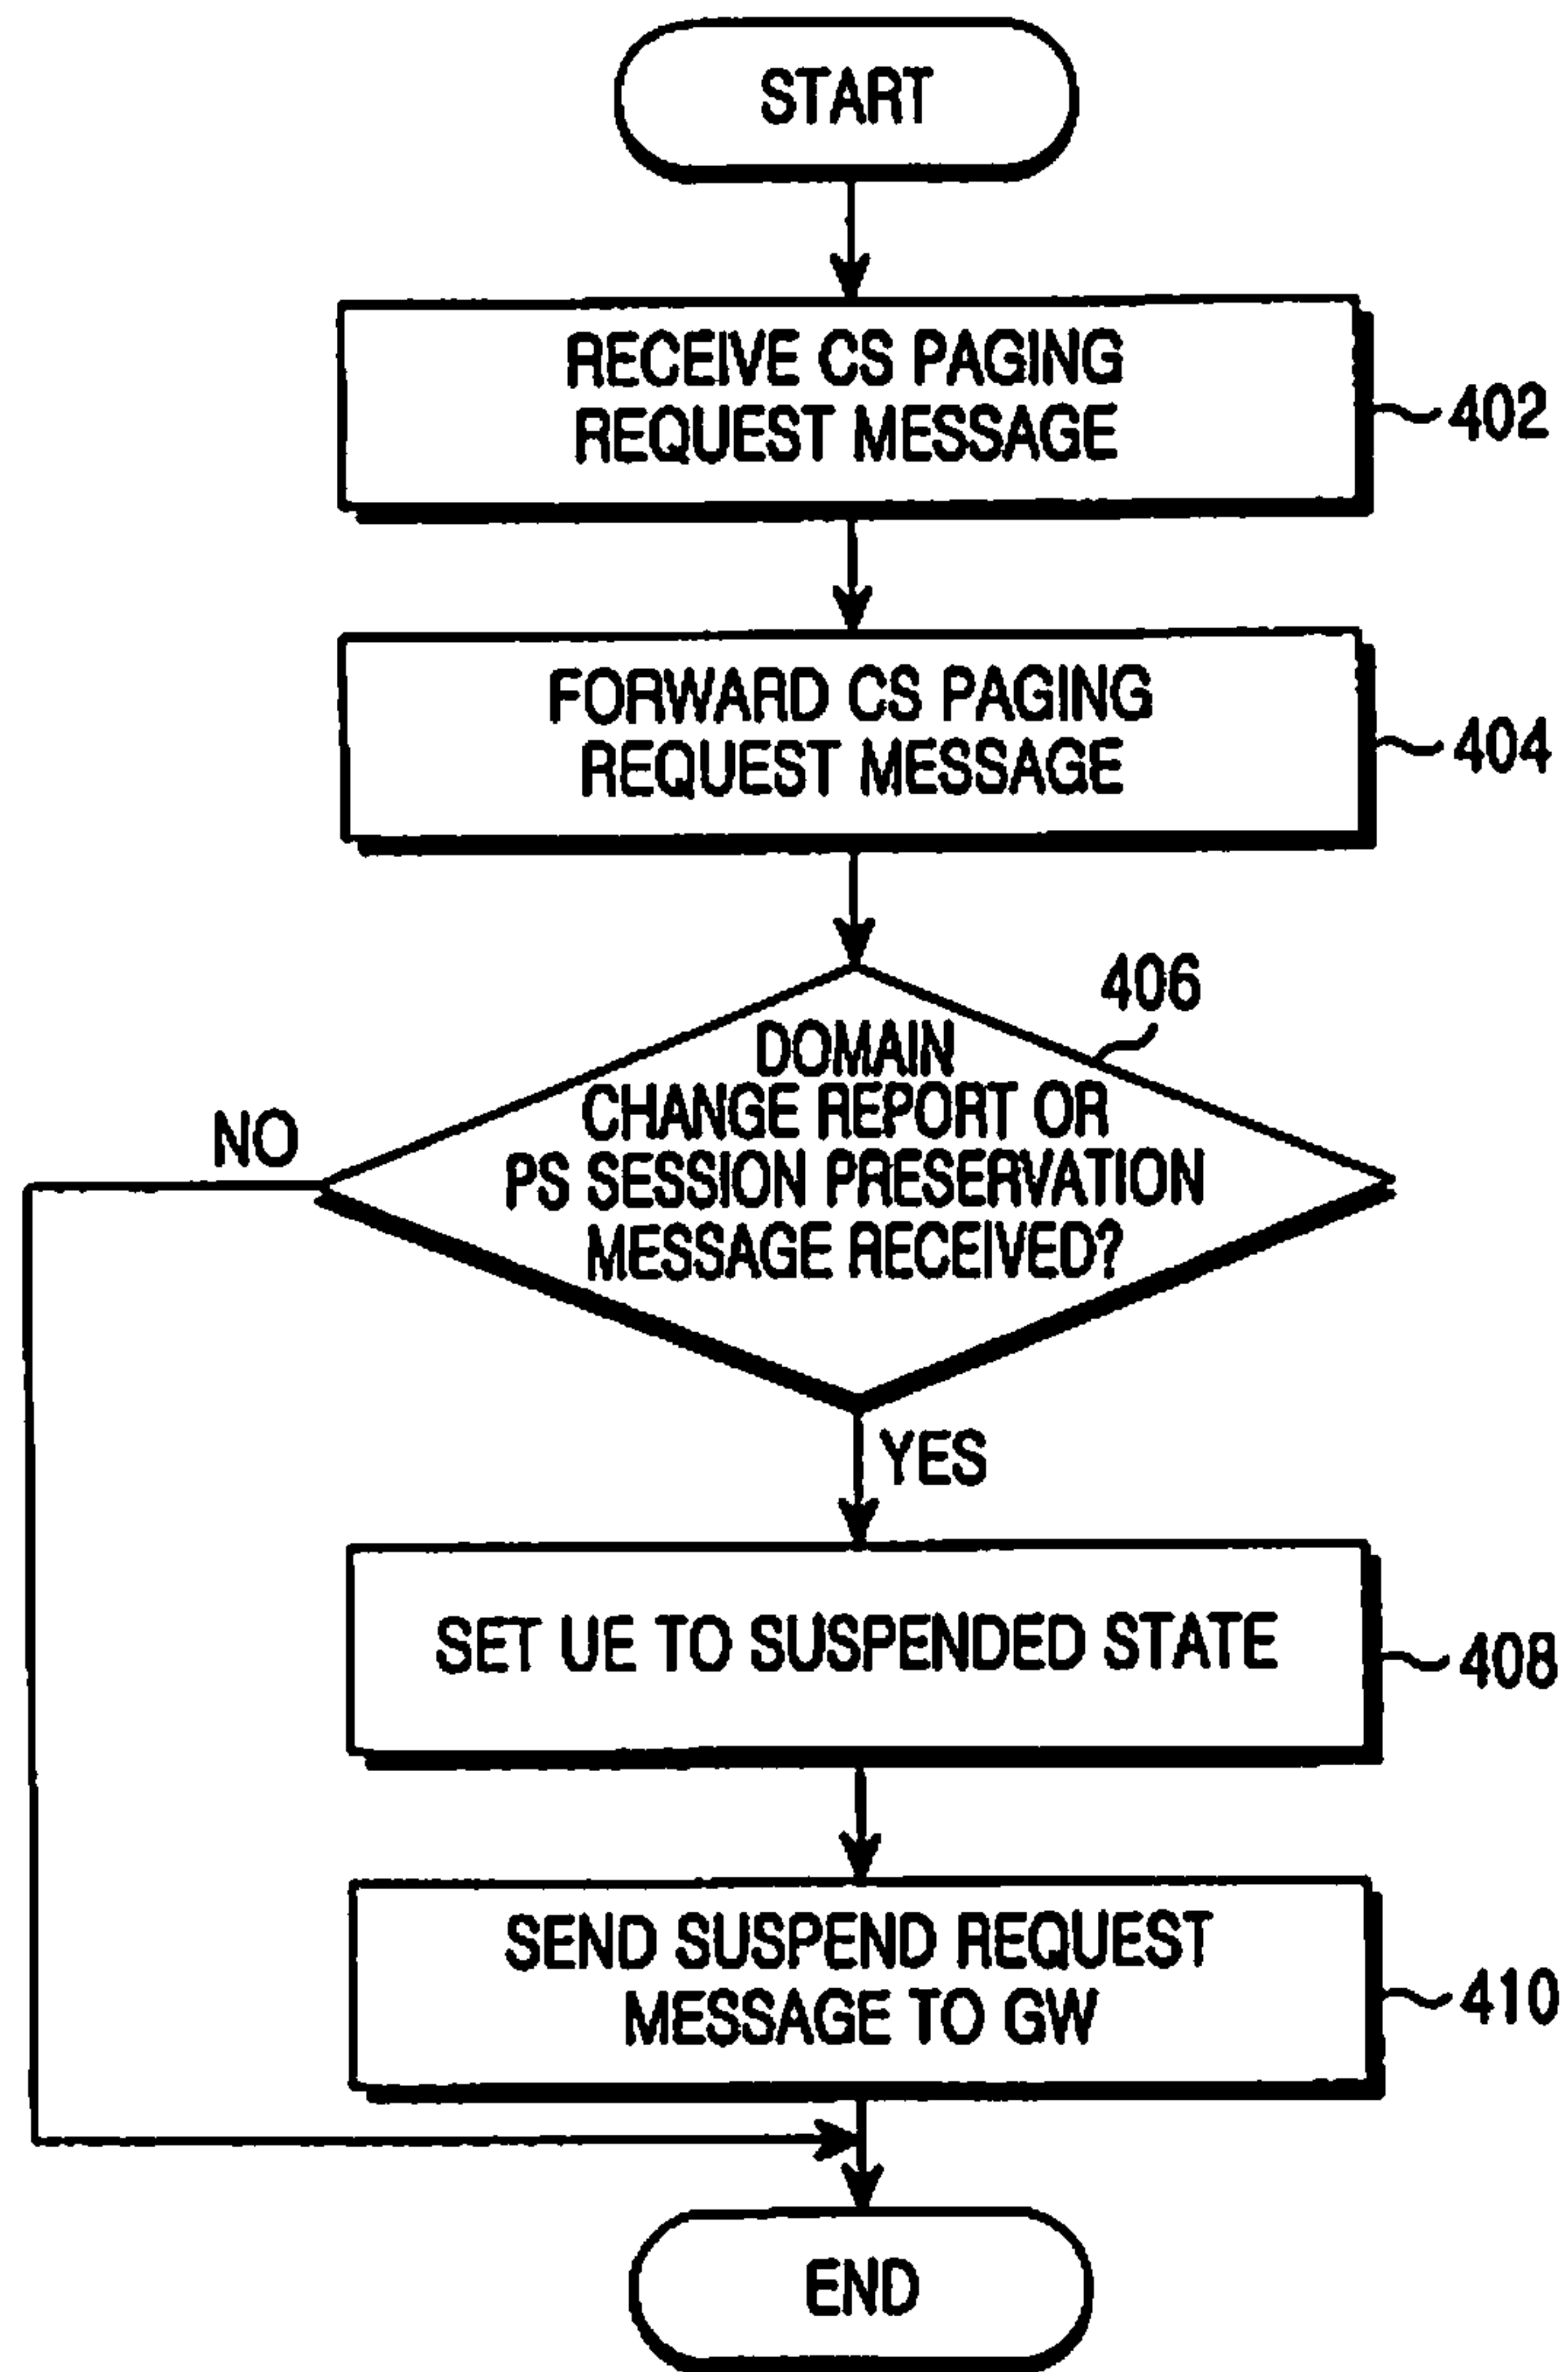 START
RECEIVE CS PAGING
REQUEST MESSAGE
402
FORWARD CS PAGING
REQUEST MESSAGE
404
406
DOMAIN
CHANGE REPORT OR
PS SESSION PRESERVATION
MESSAGE RECEIVED?
NO
YES
SET UE TO SUSPENDED STATE
408
SEND SUSPEND REQUEST
MESSAGE TO GW
410
END